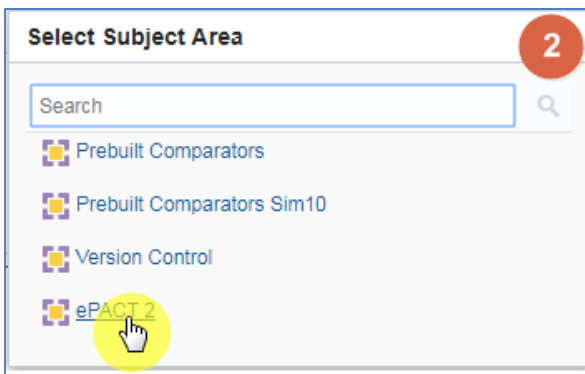 Select Subject Area
2
Search
Prebuilt Comparators
Prebuilt Comparators Sim10
Version Control
ePACT 2